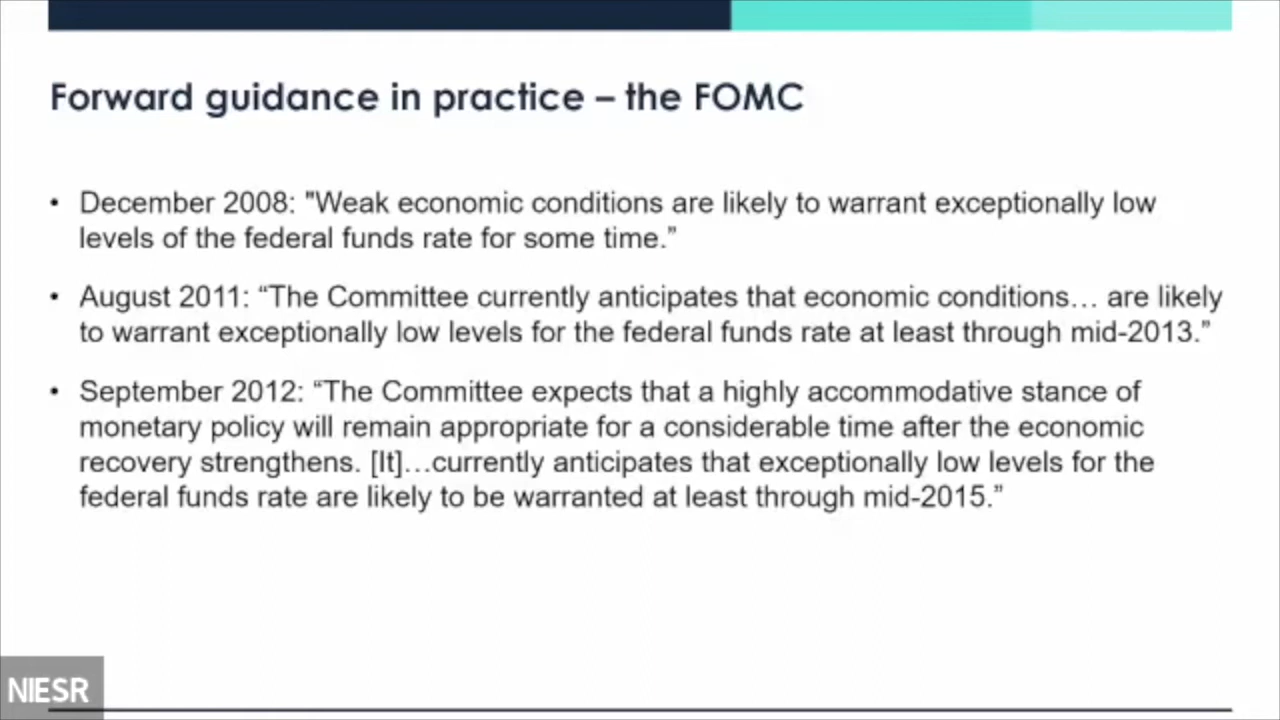 Forward guidance in practice – the FOMC
• December 2008: "Weak economic conditions are likely to warrant exceptionally low
levels of the federal funds rate for some time.”
• August 2011: “The Committee currently anticipates that economic conditions… are likely
to warrant exceptionally low levels for the federal funds rate at least through mid-2013.”
• September 2012: “The Committee expects that a highly accommodative stance of
monetary policy will remain appropriate for a considerable time after the economic
recovery strengthens. [It]…currently anticipates that exceptionally low levels for the
federal funds rate are likely to be warranted at least through mid-2015.”
NIESR